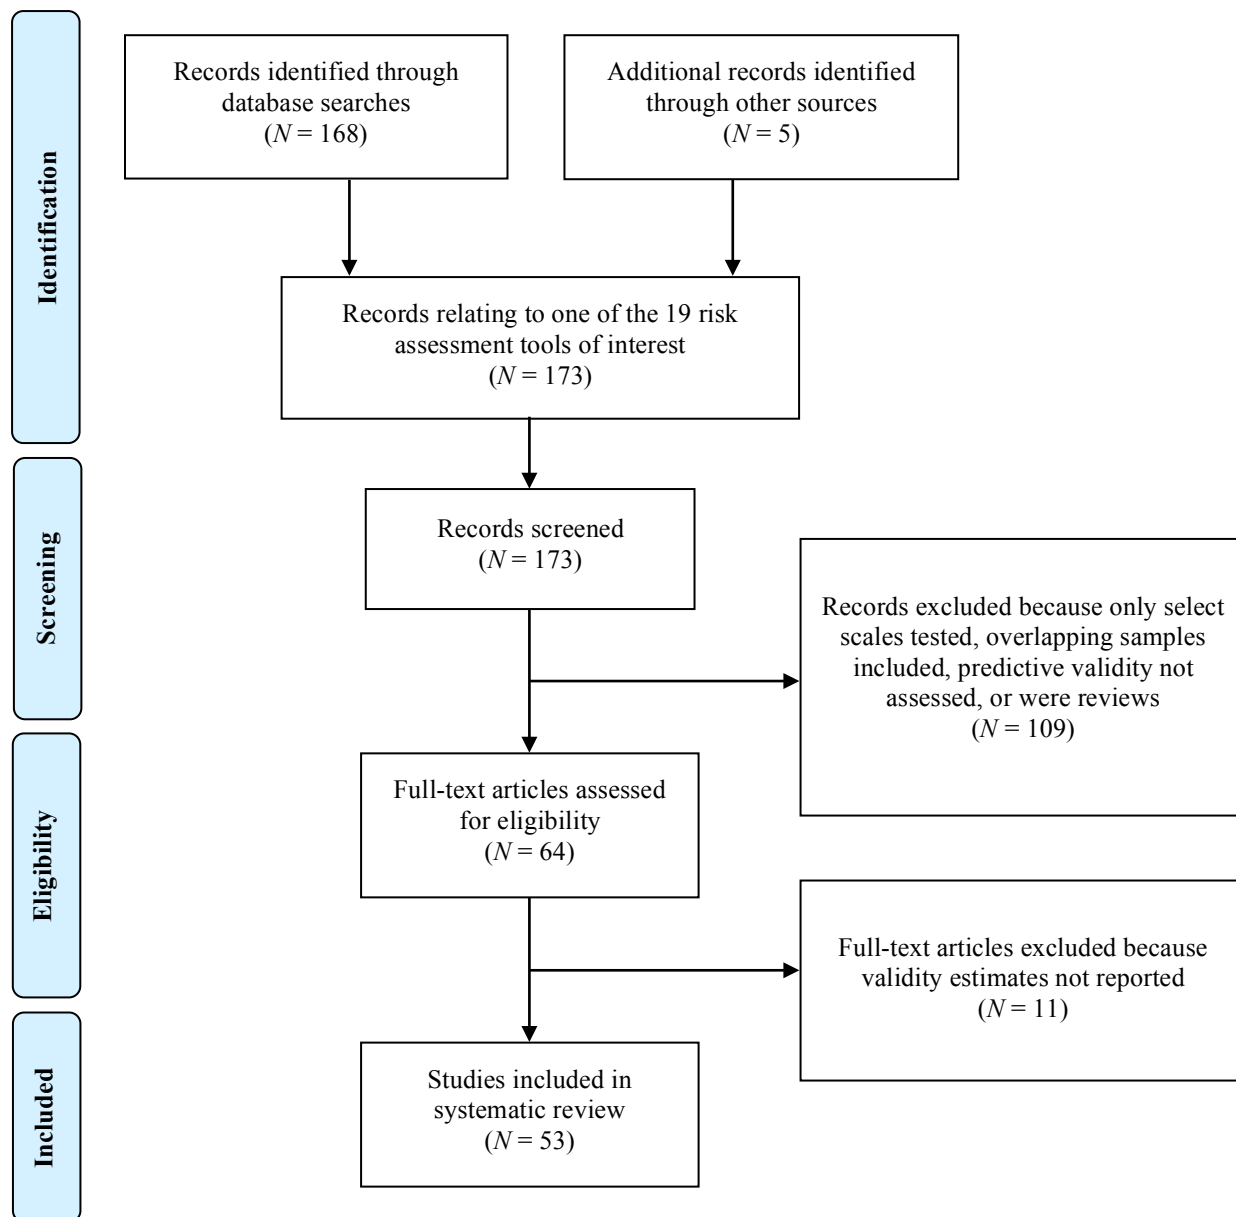 Identification
Records identified through
database searches
(N = 168)
Additional records identified
through other sources
(N = 5)
Records relating to one of the 19 risk
assessment tools of interest
(N = 173)
Screening
Records screened
(N = 173)
Records excluded because only select
scales tested, overlapping samples
included, predictive validity not
assessed, or were reviews
(N = 109)
Eligibility
Full-text articles assessed
for eligibility
(N = 64)
Full-text articles excluded because
validity estimates not reported
(N = 11)
Included
Studies included in
systematic review
(N = 53)